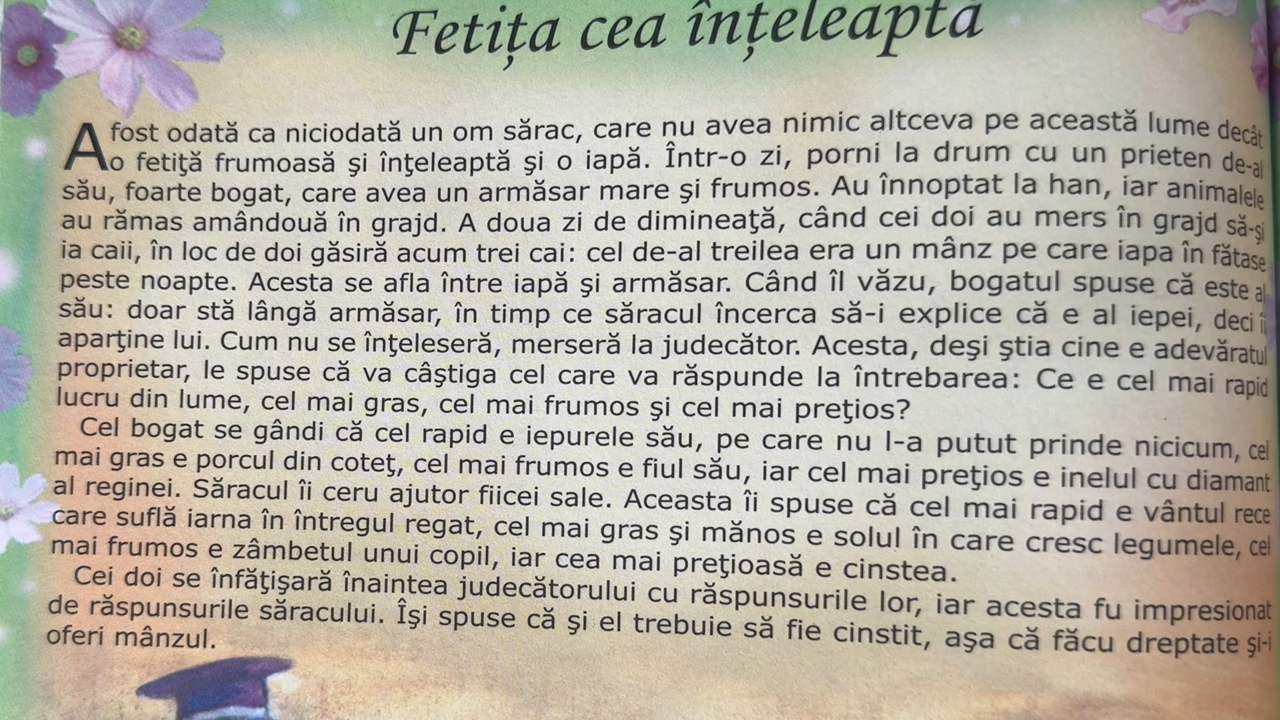 Fetița cea înțeleaptă
A fost odată ca niciodată un om sărac, care nu avea nimic altceva pe această lume decât
o fetiţă frumoasă şi înţeleaptă şi o iapă. Într-o zi, porni la drum cu un prieten de-al
său, foarte bogat, care avea un armăsar mare şi frumos. Au înnoptat la han, iar animalele
au rămas amândouă în grajd. A doua zi de dimineaţă, când cei doi au mers în grajd să-şi
ia caii, în loc de doi găsiră acum trei cai: cel de-al treilea era un mânz pe care iapa în fătase
peste noapte. Acesta se afla între iapă şi armăsar. Când îl văzu, bogatul spuse că este al
său: doar stă lângă armăsar, în timp ce săracul încerca să-i explice că e al iepei, deci îi
aparţine lui. Cum nu se înţeleseră, merseră la judecător. Acesta, deşi ştia cine e adevăratul
proprietar, le spuse că va câştiga cel care va răspunde la întrebarea: Ce e cel mai rapid
lucru din lume, cel mai gras, cel mai frumos şi cel mai preţios?
Cel bogat se gândi că cel rapid e iepurele său, pe care nu l-a putut prinde nicicum, cel
mai gras e porcul din coteţ, cel mai frumos e fiul său, iar cel mai preţios e inelul cu diamant
al reginei. Săracul îi ceru ajutor fiicei sale. Aceasta îi spuse că cel mai rapid e vântul rece
care suflă iarna în întregul regat, cel mai gras şi mănos e solul în care cresc legumele, cel
mai frumos e zâmbetul unui copil, iar cea mai preţioasă e cinstea.
Cei doi se înfăţişară înaintea judecătorului cu răspunsurile lor, iar acesta fu impresionat
de răspunsurile săracului. Îşi spuse că şi el trebuie să fie cinstit, aşa că făcu dreptate şi-i
oferi mânzul.